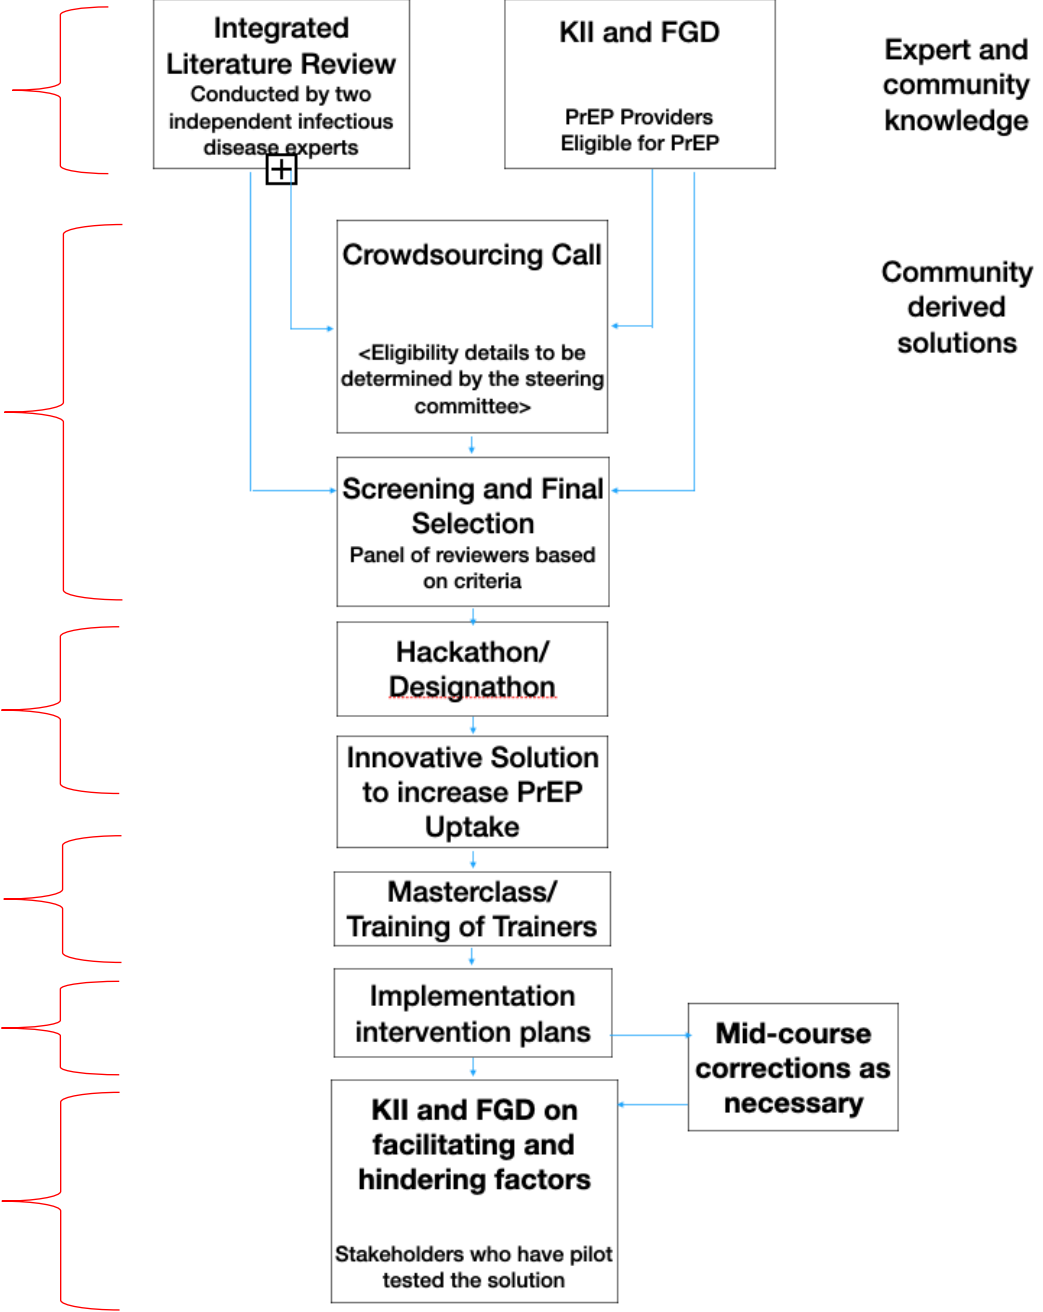 Integrated
Literature Review
Conducted by two
independent infectious
disease experts
KII and FGD
PrEP Providers
Eligible for PrEP
Expert and
community
knowledge
Crowdsourcing Call
<Eligibility details to be
determined by the steering
committee>
Community
derived
solutions
Screening and Final
Selection
Panel of reviewers based
on criteria
Hackathon/
Designathon
Innovative Solution
to increase PrEP
Uptake
Masterclass/
Training of Trainers
Implementation
intervention plans
Mid-course
corrections as
necessary
KII and FGD on
facilitating and
hindering factors
Stakeholders who have pilot
tested the solution